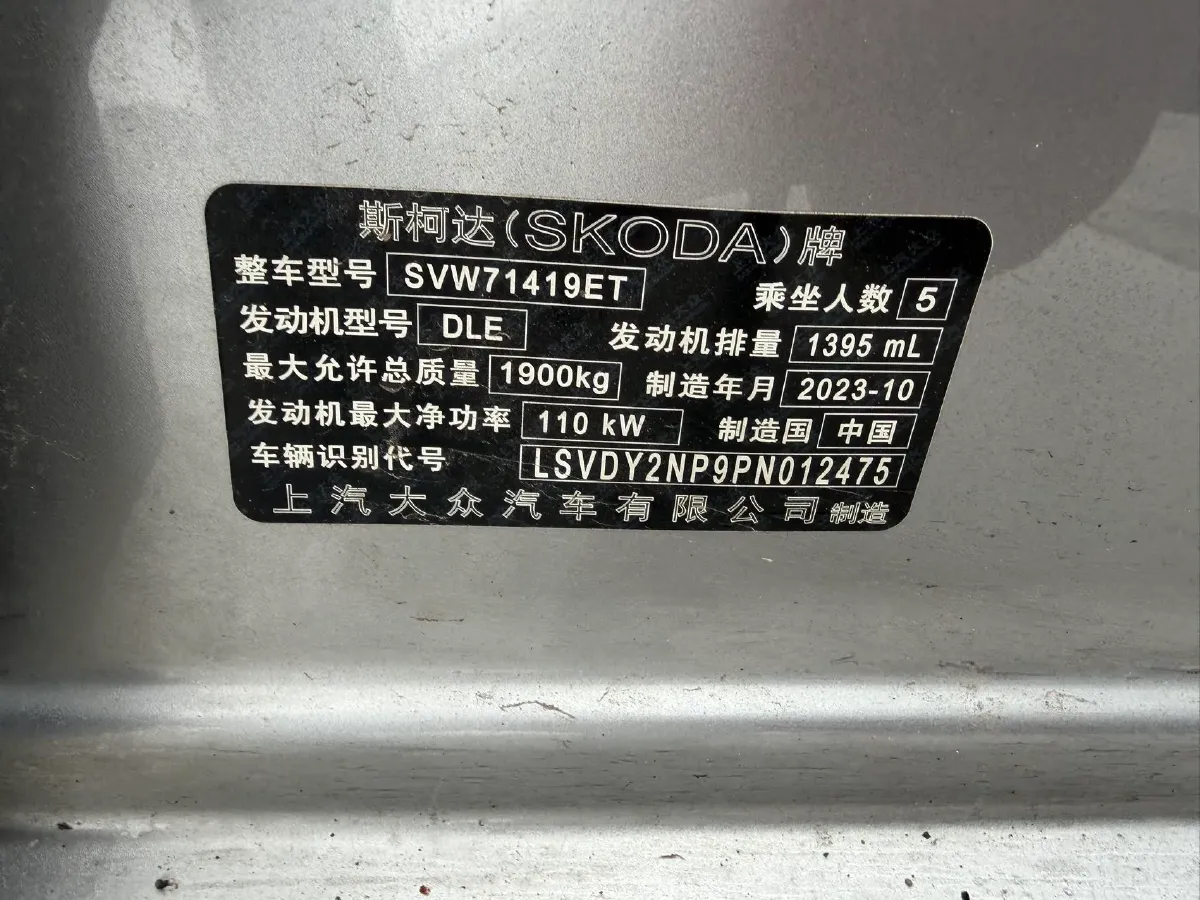 斯柯达(SKODA)牌
整车型号 SVW71419ET 乘坐人数 5
发动机型号 DLE 发动机排量 1395 mL
最大允许总质量 1900kg 制造年月 2023-10
发动机最大净功率 110 kW 制造国 中国
车辆识别代号 LSVDY2NP9PN012475
上汽大众汽车有限公司 制造